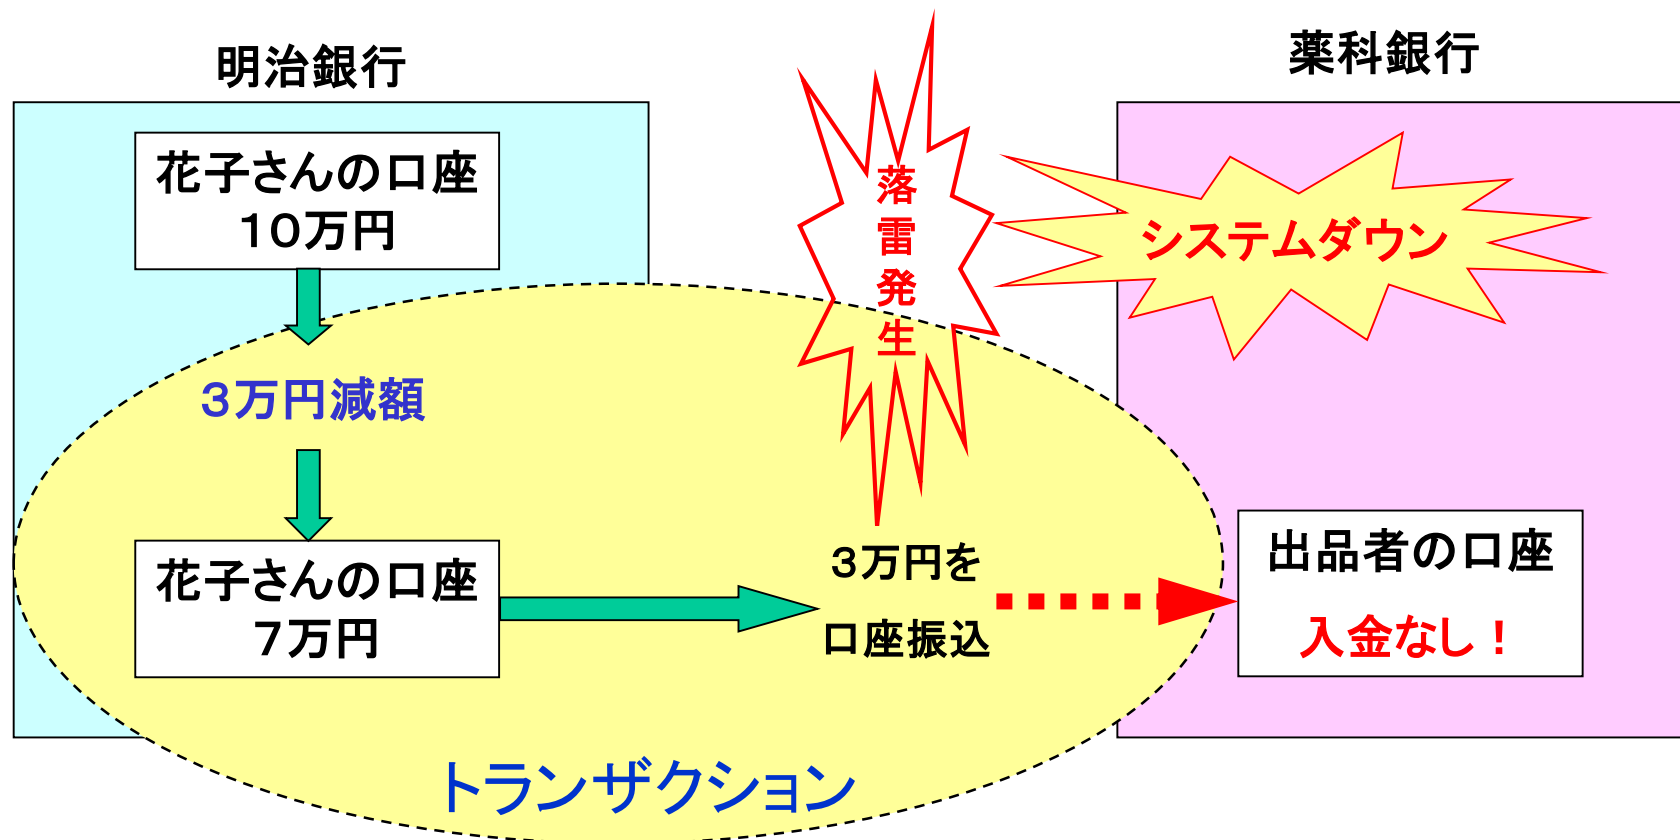 明治銀行
薬科銀行
花子さんの口座
１０万円
落
雷
発
生
システムダウン
３万円減額
花子さんの口座
７万円
３万円を
口座振込
出品者の口座
入金なし！
トランザクション